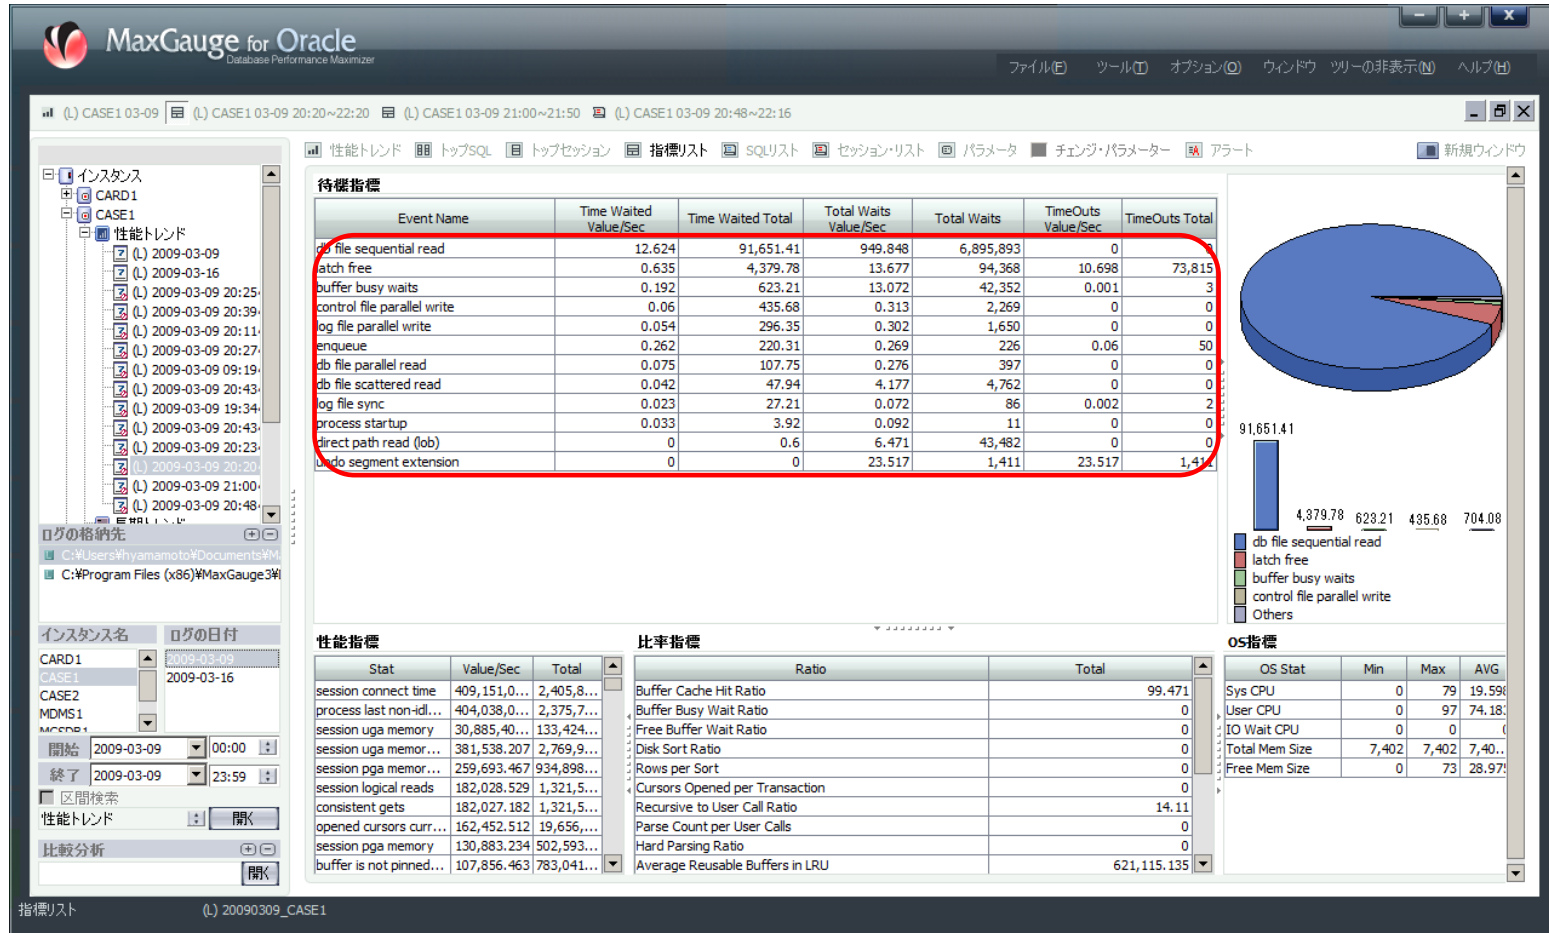 MaxGauge for Oracle
Database Performance Maximizer
ファイル(F) ツール(T) オプション(O) ウィンドウ ツリーの非表示(N) ヘルプ(H)
(L) CASE1 03-09 (L) CASE1 03-09 20:20~22:20 (L) CASE1 03-09 21:00~21:50 (L) CASE1 03-09 20:48~22:16
性能トレンド トップSQL トップセッション 指標リスト SQLリスト セッション・リスト パラメータ チェンジ・パラメーター アラート 新規ウィンドウ
インスタンス
CARD1
CASE1
性能トレンド
(L) 2009-03-09
(L) 2009-03-16
(L) 2009-03-09 20:25
(L) 2009-03-09 20:39
(L) 2009-03-09 20:11
(L) 2009-03-09 20:27
(L) 2009-03-09 09:19
(L) 2009-03-09 20:43
(L) 2009-03-09 19:34
(L) 2009-03-09 20:43
(L) 2009-03-09 20:23
(L) 2009-03-09 20:20
(L) 2009-03-09 21:00
(L) 2009-03-09 20:48
ログの格納先
C:¥Users¥hyamamoto¥Documents¥M
C:¥Program Files (x86)¥MaxGauge3¥l
インスタンス名 ログの日付
CARD1 2009-03-09
CASE1 2009-03-16
CASE2
MDMS1
開始 2009-03-09 00:00
終了 2009-03-09 23:59
区間検索
性能トレンド 開く
比較分析
開く
待機指標
Event Name Time Waited Value/Sec Time Waited Total Total Waits Value/Sec Total Waits TimeOuts Value/Sec TimeOuts Total
db file sequential read 12.624 91,651.41 949.848 6,895,893 0 0
latch free 0.635 4,379.78 13.677 94,368 10.698 73,815
buffer busy waits 0.192 623.21 13.072 42,352 0.001 3
control file parallel write 0.06 435.68 0.313 2,269 0 0
log file parallel write 0.054 296.35 0.302 1,650 0 0
enqueue 0.262 220.31 0.269 226 0.06 50
db file parallel read 0.075 107.75 0.276 397 0 0
db file scattered read 0.042 47.94 4.177 4,762 0 0
log file sync 0.023 27.21 0.072 86 0.002 2
process startup 0.033 3.92 0.092 11 0 0
direct path read (lob) 0 0.6 6.471 43,482 0 0
undo segment extension 0 0 23.517 1,411 23.517 1,411
91,651.41
4,379.78 623.21 435.68 704.08
db file sequential read
latch free
buffer busy waits
control file parallel write
Others
性能指標
Stat Value/Sec Total
session connect time 409,151,0... 2,405,8...
process last non-idl... 404,038,0... 2,375,7...
session uga memory 30,885,40... 133,424...
session uga memor... 381,538.207 2,769,9...
session pga memor... 259,693.467 934,898...
session logical reads 182,028.529 1,321,5...
consistent gets 182,027.182 1,321,5...
opened cursors curr... 162,452.512 19,656,...
session pga memory 130,883.234 502,593...
buffer is not pinned... 107,856.463 783,041...
比率指標
Ratio Total
Buffer Cache Hit Ratio 99.471
Buffer Busy Wait Ratio 0
Free Buffer Wait Ratio 0
Disk Sort Ratio 0
Rows per Sort 0
Cursors Opened per Transaction
Recursive to User Call Ratio 14.11
Parse Count per User Calls 0
Hard Parsing Ratio 0
Average Reusable Buffers in LRU 621,115.135
OS指標
OS Stat Min Max AVG
Sys CPU 0 79 19.598
User CPU 0 97 74.18
IO Wait CPU 0 0
Total Mem Size 7,402 7,402 7,40..
Free Mem Size 0 73 28.97
指標リスト (L) 20090309_CASE1